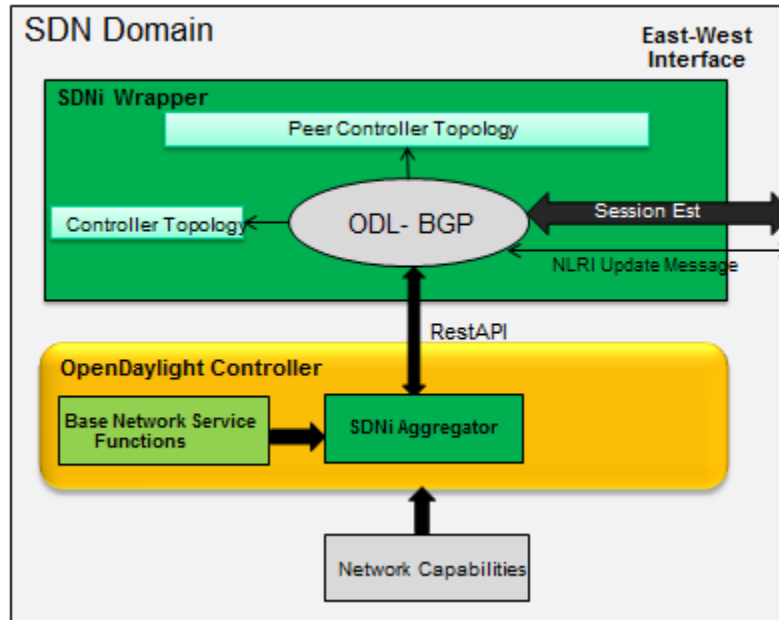 SDN Domain
East-West
Interface
SDNi Wrapper
Peer Controller Topology
Controller Topology
ODL- BGP
Session Est
NLRI Update Message
RestAPI
OpenDaylight Controller
Base Network Service
Functions
SDNi Aggregator
Network Capabilities